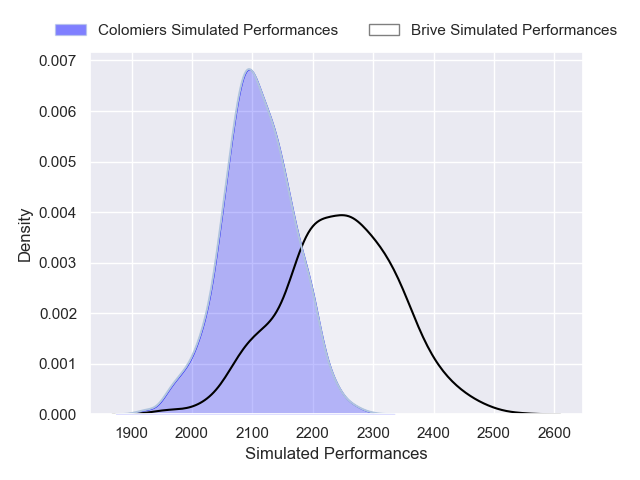 Colomiers Simulated Performances Brive Simulated Performances
0.007
0.006
0.005
0.004
0.003
0.002
0.001
0.000
Density
1900 2000 2100 2200 2300 2400 2500 2600
Simulated Performances